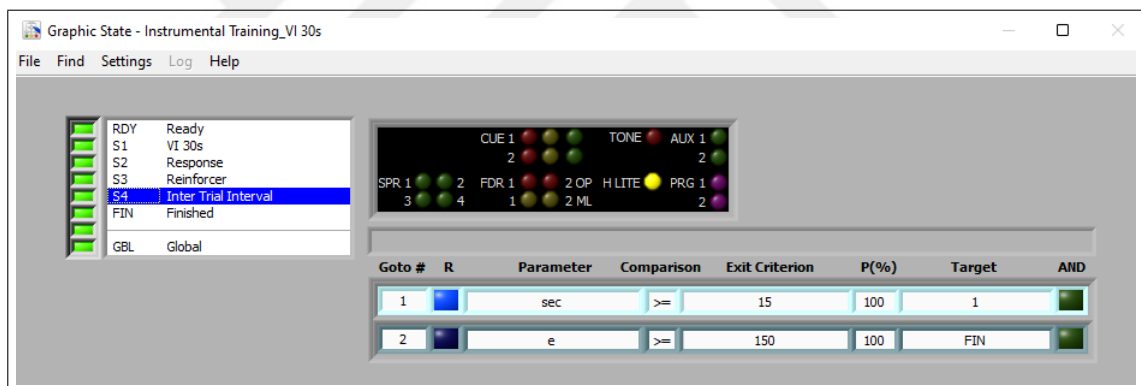 Graphic State - Instrumental Training_VI 30s
File Find Settings Log Help
RDY Ready
S1 VI 30s
S2 Response
S3 Reinforcer
S4 Inter Trial Interval
FIN Finished
GBL Global
CUE 1 TONE AUX 1
2 2
SPR 1 2 FDR 1 2 OP H LITE PRG 1
3 4 1 2 ML 2
Goto # R Parameter Comparison Exit Criterion P(%) Target AND
1 sec >= 15 100 1
2 e >= 150 100 FIN